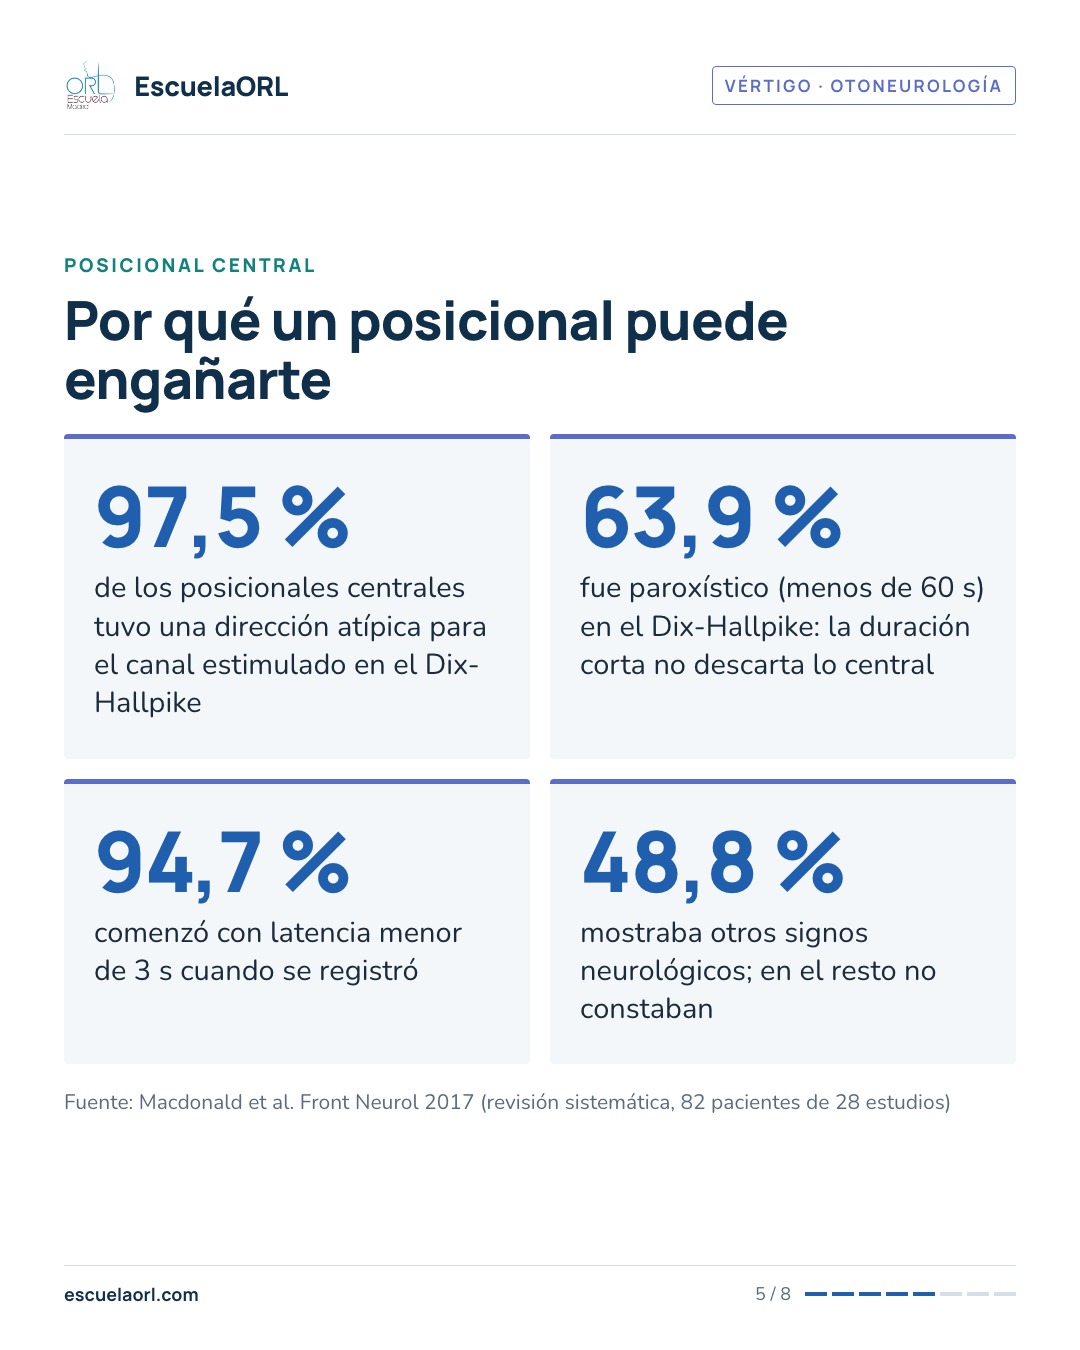 ORL
Escuela
Madrid
EscuelaORL
VÉRTIGO · OTONEUROLOGÍA
POSICIONAL CENTRAL
Por qué un posicional puede
engañarte
97,5 %
de los posicionales centrales
tuvo una dirección atípica para
el canal estimulado en el Dix-
Hallpike
63,9 %
fue paroxístico (menos de 60 s)
en el Dix-Hallpike: la duración
corta no descarta lo central
94,7 %
comenzó con latencia menor
de 3 s cuando se registró
48,8 %
mostraba otros signos
neurológicos; en el resto no
constaban
Fuente: Macdonald et al. Front Neurol 2017 (revisión sistemática, 82 pacientes de 28 estudios)
escuelaorl.com
5 / 8